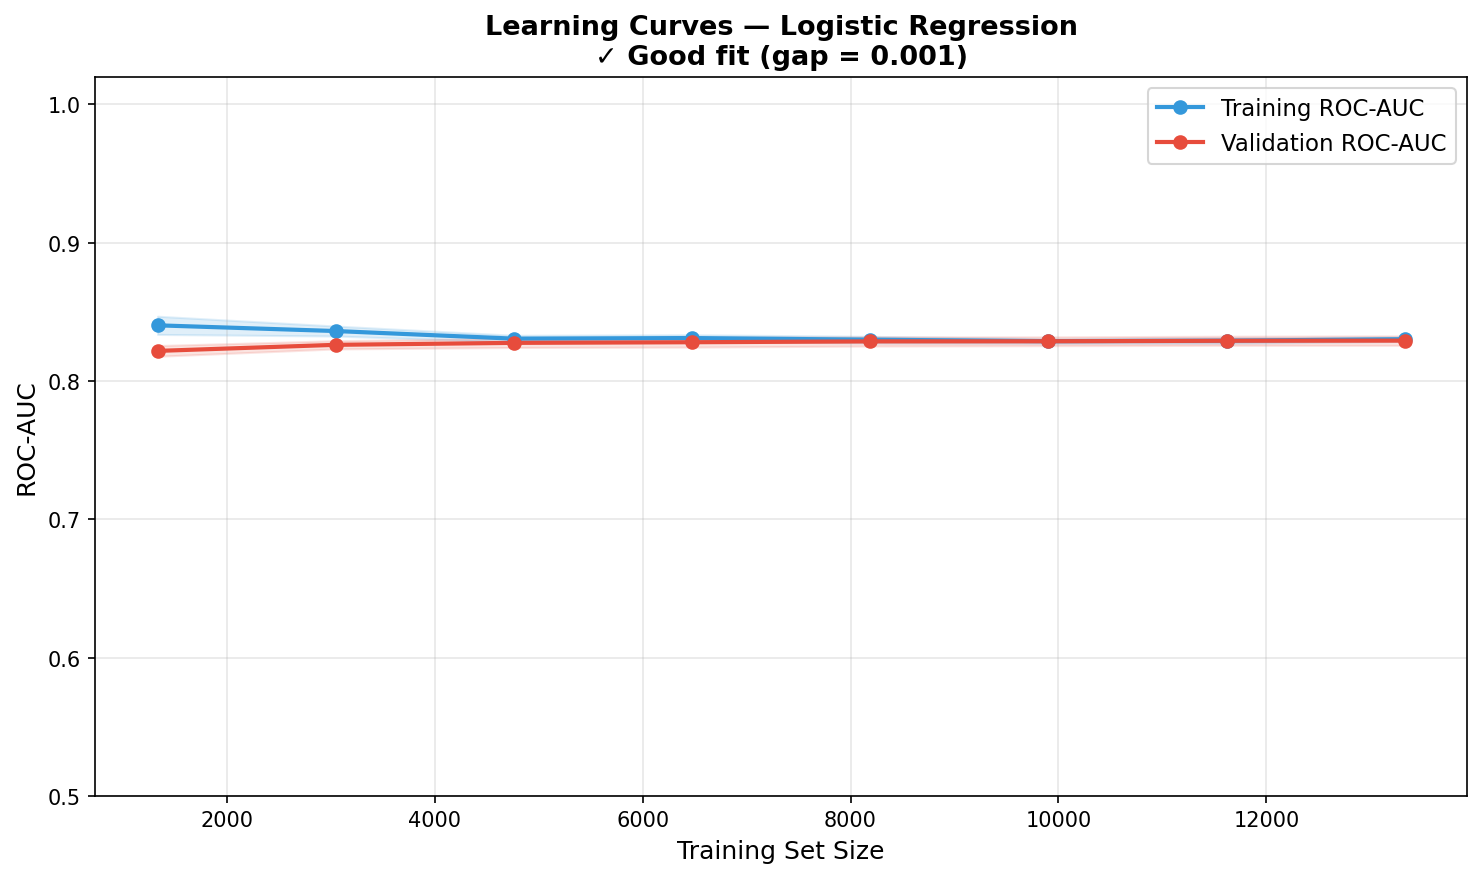 Learning Curves — Logistic Regression
✓ Good fit (gap = 0.001)
Training ROC-AUC
Validation ROC-AUC
1.0
0.9
0.8
0.7
0.6
0.5
ROC-AUC
2000 4000 6000 8000 10000 12000
Training Set Size